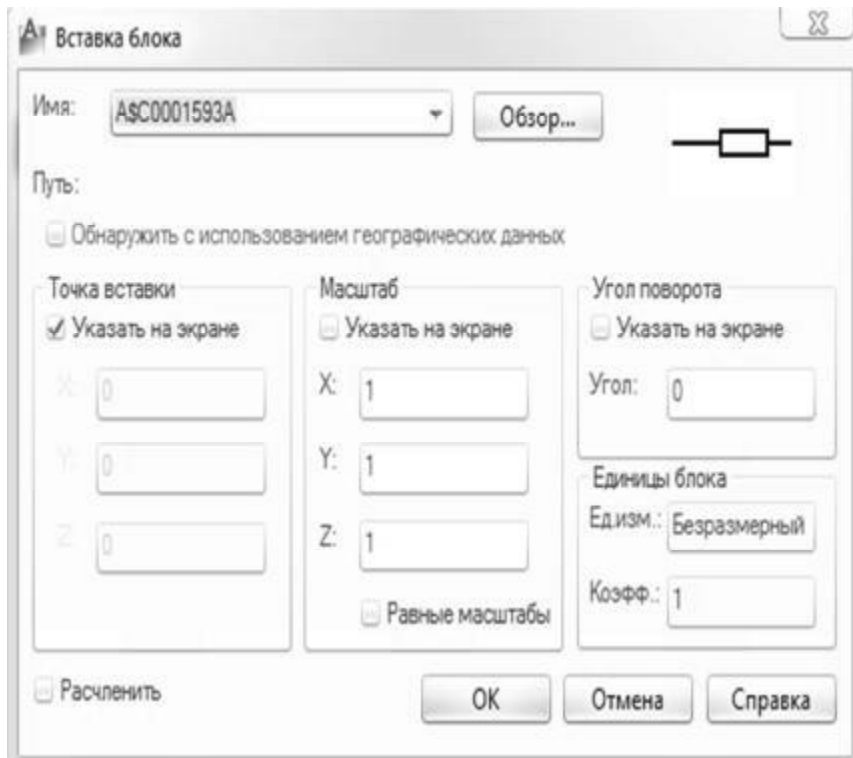 Вставка блока
Имя: A$C0001593A Обзор...
Путь:
Обнаружить с использованием географических данных
Точка вставки
Указать на экране
X: 0
Y: 0
Z: 0
Масштаб
Указать на экране
X: 1
Y: 1
Z: 1
Равные масштабы
Угол поворота
Указать на экране
Угол: 0
Единицы блока
Ед.изм.: Безразмерный
Коэфф.: 1
Расчленить
ОК Отмена Справка